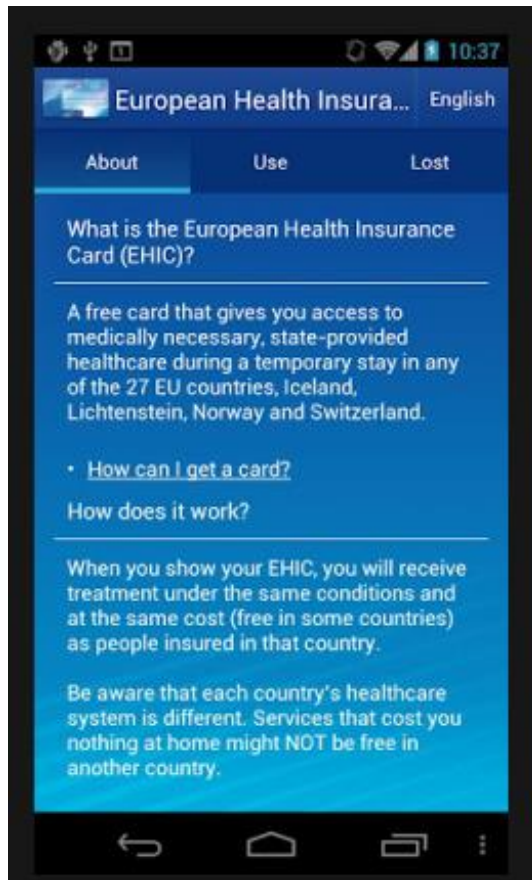 10:37
European Health Insura... English
About Use Lost
What is the European Health Insurance
Card (EHIC)?
A free card that gives you access to
medically necessary, state-provided
healthcare during a temporary stay in any
of the 27 EU countries, Iceland,
Lichtenstein, Norway and Switzerland.
• How can I get a card?
How does it work?
When you show your EHIC, you will receive
treatment under the same conditions and
at the same cost (free in some countries)
as people insured in that country.
Be aware that each country's healthcare
system is different. Services that cost you
nothing at home might NOT be free in
another country.